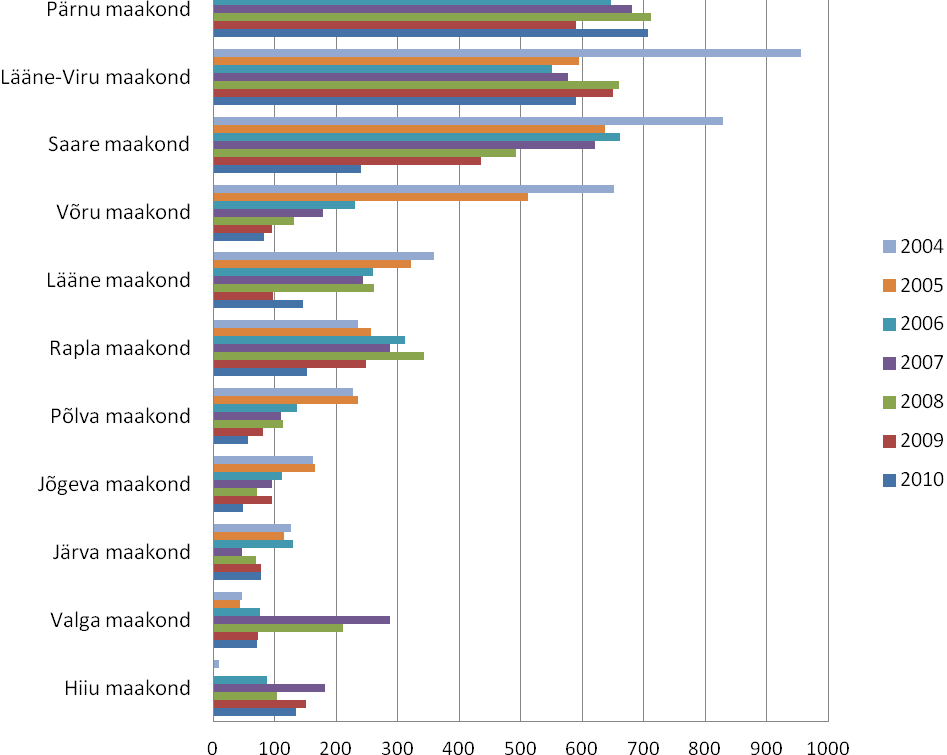 Pärnu maakond
Lääne-Viru maakond
Saare maakond
Võru maakond
Lääne maakond
Rapla maakond
Põlva maakond
Jõgeva maakond
Järva maakond
Valga maakond
Hiiu maakond
0 100 200 300 400 500 600 700 800 900 1000
2004
2005
2006
2007
2008
2009
2010